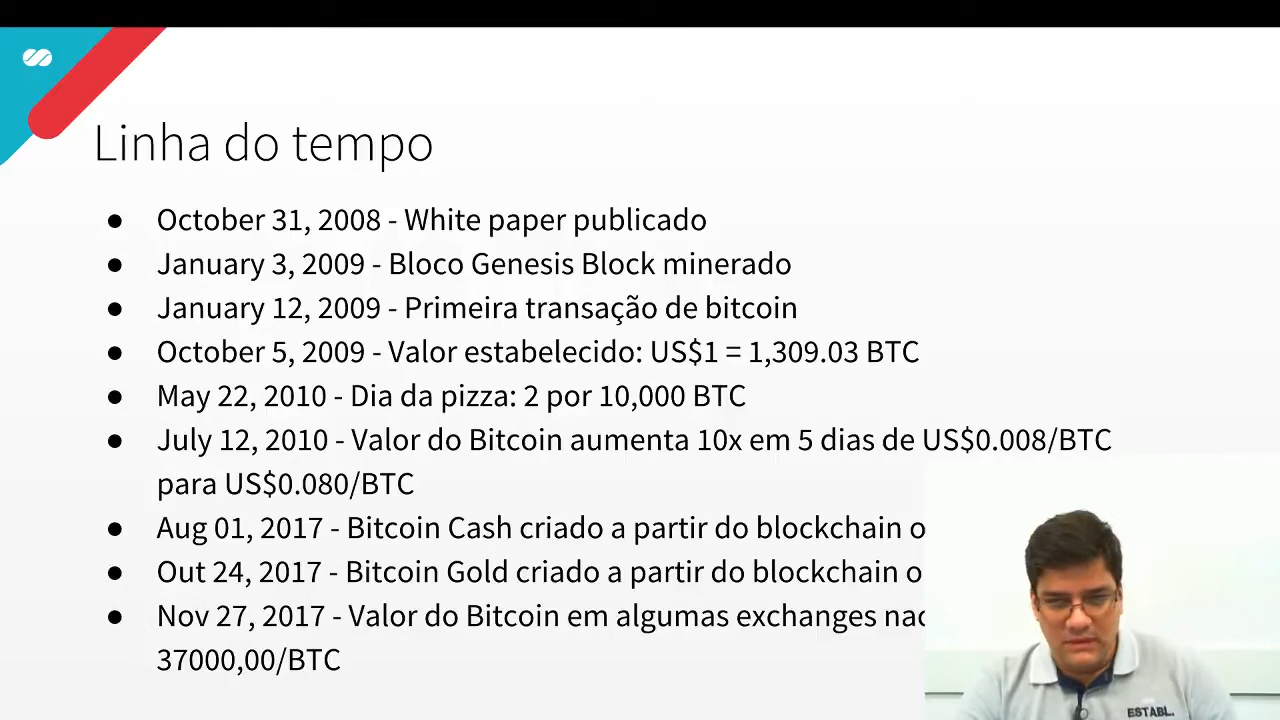 Linha do tempo
● October 31, 2008 - White paper publicado
● January 3, 2009 - Bloco Genesis Block minerado
● January 12, 2009 - Primeira transação de bitcoin
● October 5, 2009 - Valor estabelecido: US$1 = 1,309.03 BTC
● May 22, 2010 - Dia da pizza: 2 por 10,000 BTC
● July 12, 2010 - Valor do Bitcoin aumenta 10x em 5 dias de US$0.008/BTC
para US$0.080/BTC
● Aug 01, 2017 - Bitcoin Cash criado a partir do blockchain o
● Out 24, 2017 - Bitcoin Gold criado a partir do blockchain o
● Nov 27, 2017 - Valor do Bitcoin em algumas exchanges nac
37000,00/BTC
ESTABL.